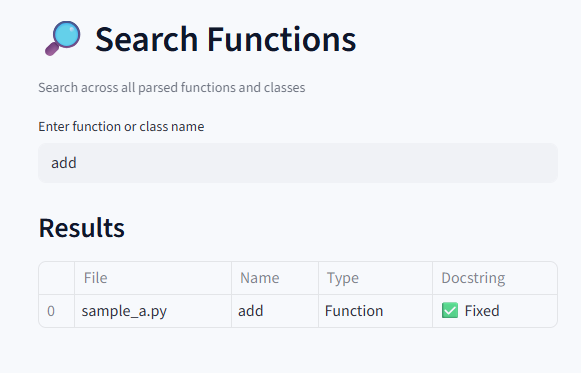 🔎 Search Functions
Search across all parsed functions and classes
Enter function or class name
add
Results
File Name Type Docstring
0 sample_a.py add Function ✅ Fixed